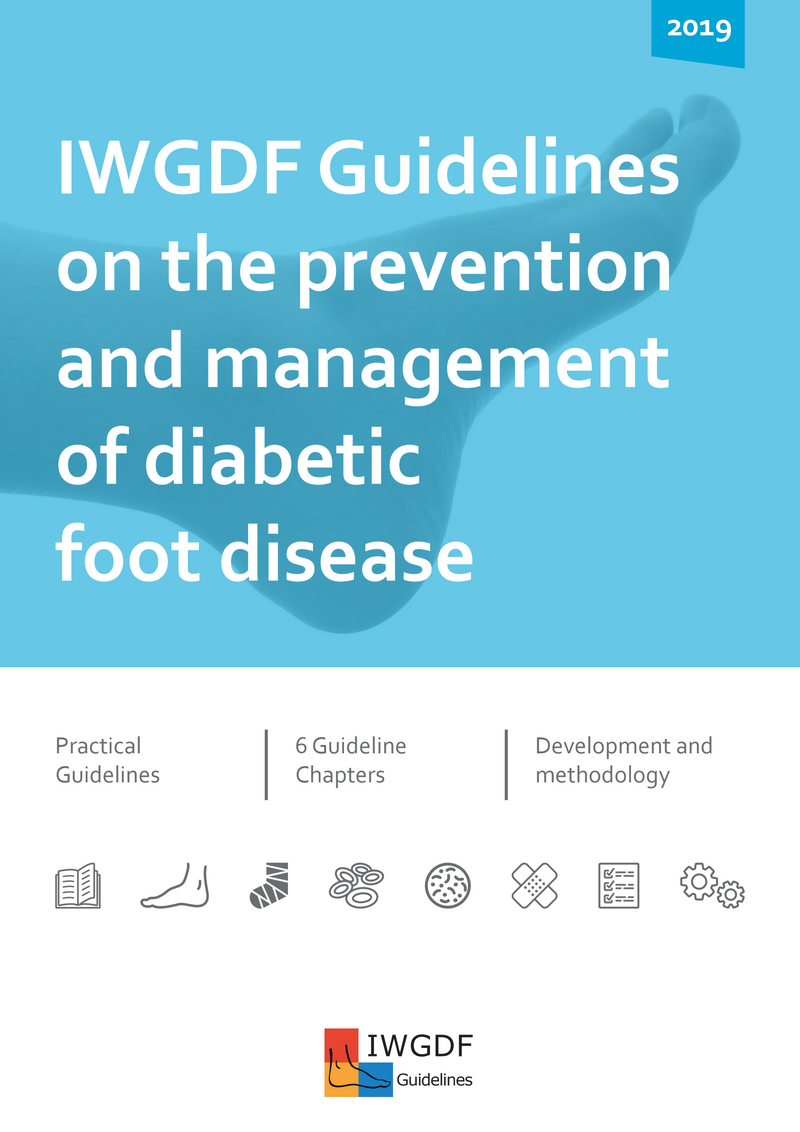 2019
IWGDF Guidelines
on the prevention
and management
of diabetic
foot disease
Practical
Guidelines
6 Guideline
Chapters
Development and
methodology
IWGDF
Guidelines